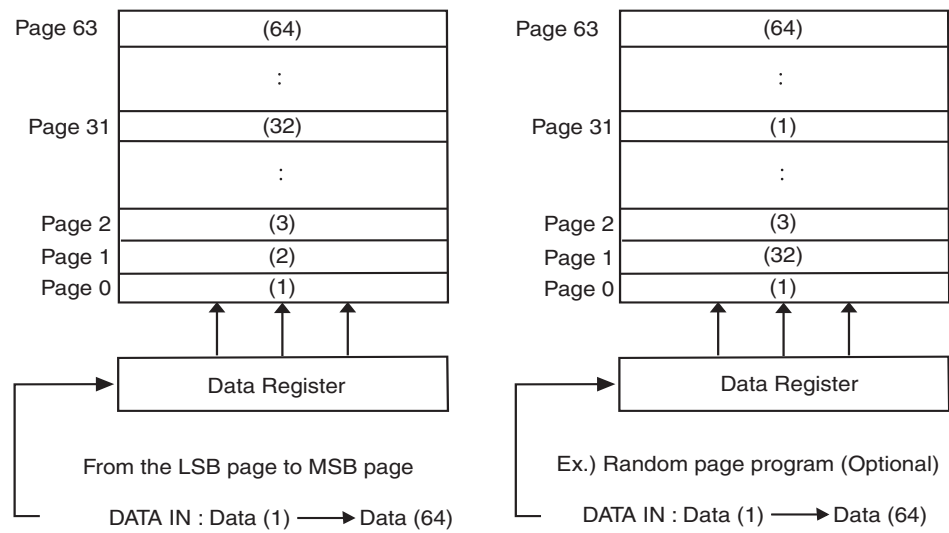 Page 63 (64)
:
Page 31 (32)
:
Page 2 (3)
Page 1 (2)
Page 0 (1)
Data Register
From the LSB page to MSB page
DATA IN : Data (1) → Data (64)
Page 63 (64)
:
Page 31 (1)
:
Page 2 (3)
Page 1 (32)
Page 0 (1)
Data Register
Ex.) Random page program (Optional)
DATA IN : Data (1) → Data (64)